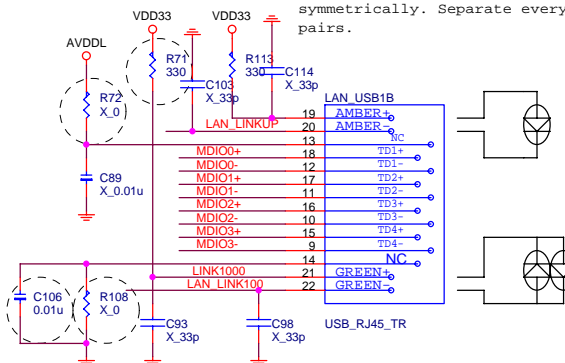 symmetrically. Separate every
pairs.
VDD33
VDD33
AVDDL
R71
330
R113
330
C103
X_33p
C114
X_33p
R72
X_0
LAN_USB1B
LAN_LINKUP
19 AMBER+
20 AMBER-
13 NC
MDIO0+ 18 TD1+
MDIO0- 12 TD1-
MDIO1+ 17 TD2+
MDIO1- 11 TD2-
MDIO2+ 16 TD3+
MDIO2- 10 TD3-
MDIO3+ 15 TD4+
MDIO3- 9 TD4-
14 NC
LINK1000 21 GREEN+
LAN_LINK100 22 GREEN-
C89
X_0.01u
C106
0.01u
R108
X_0
C93
X_33p
C98
X_33p
USB_RJ45_TR